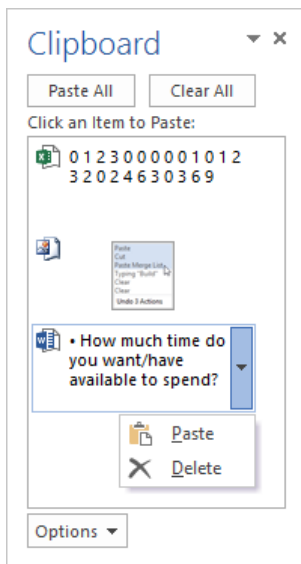 Clipboard
Paste All Clear All
Click an Item to Paste:
0 1 2 3 0 0 0 0 0 1 0 1 2
3 2 0 2 4 6 3 0 3 6 9
Paste
Cut
Paste Merge List
Typing "Build"
Clear
Clear
Undo 3 Actions
• How much time do
you want/have
available to spend?
Paste
Delete
Options